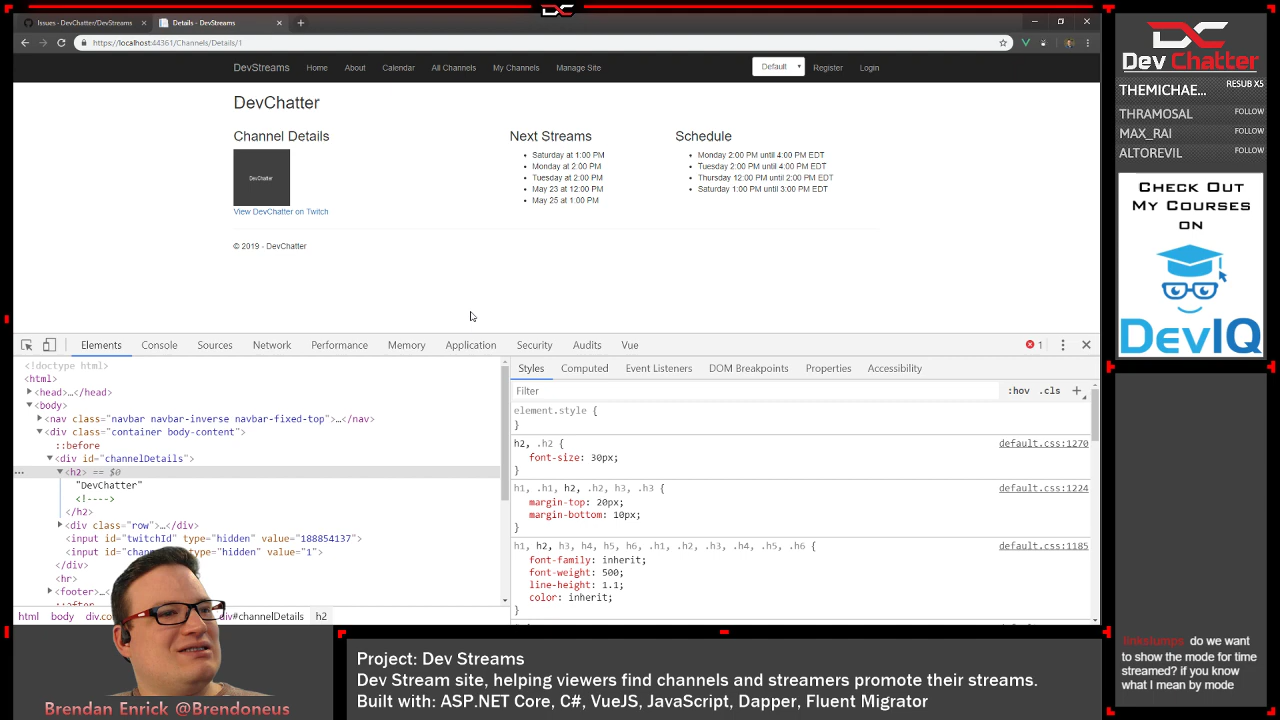 Issues - DevChatter/DevStreams
Details - DevStreams
https://localhost:44361/Channels/Details/1
DevStreams Home About Calendar All Channels My Channels Manage Site Default Register Login
DevChatter
Channel Details
DevChatter
View DevChatter on Twitch
Next Streams
Saturday at 1:00 PM
Monday at 2:00 PM
Tuesday at 2:00 PM
May 23 at 12:00 PM
May 25 at 1:00 PM
Schedule
Monday 2:00 PM until 4:00 PM EDT
Tuesday 2:00 PM until 4:00 PM EDT
Thursday 12:00 PM until 2:00 PM EDT
Saturday 1:00 PM until 3:00 PM EDT
© 2019 - DevChatter
Elements Console Sources Network Performance Memory Application Security Audits Vue 1
<!doctype html>
<html>
<head>…</head>
<body>
<nav class="navbar navbar-inverse navbar-fixed-top">…</nav>
<div class="container body-content">
::before
<div id="channelDetails">
<h2> == $0
"DevChatter"
<!---->
</h2>
<div class="row">…</div>
<input id="twitchId" type="hidden" value="188854137">
<input id="chan type="hidden" value="1">
</div>
<hr>
<footer>…</footer>
::after
html body div.co div#channelDetails h2
Styles Computed Event Listeners DOM Breakpoints Properties Accessibility
Filter :hov .cls +
element.style {
}
h2, .h2 { default.css:1270
font-size: 30px;
}
h1, .h1, h2, .h2, h3, .h3 { default.css:1224
margin-top: 20px;
margin-bottom: 10px;
}
h1, h2, h3, h4, h5, h6, .h1, .h2, .h3, .h4, .h5, .h6 { default.css:1185
font-family: inherit;
font-weight: 500;
line-height: 1.1;
color: inherit;
}
DC
Dev Chatter
THEMICHAE... RESUB X5
THRAMOSAL FOLLOW
MAX_RAI FOLLOW
ALTOREVIL FOLLOW
CHECK OUT
MY COURSES
ON
DevIQ
do we want
to show the mode for time
streamed? if you know
what I mean by mode
Brendan Enrick @Brendoneus
Project: Dev Streams
Dev Stream site, helping viewers find channels and streamers promote their streams.
Built with: ASP.NET Core, C#, VueJS, JavaScript, Dapper, Fluent Migrator